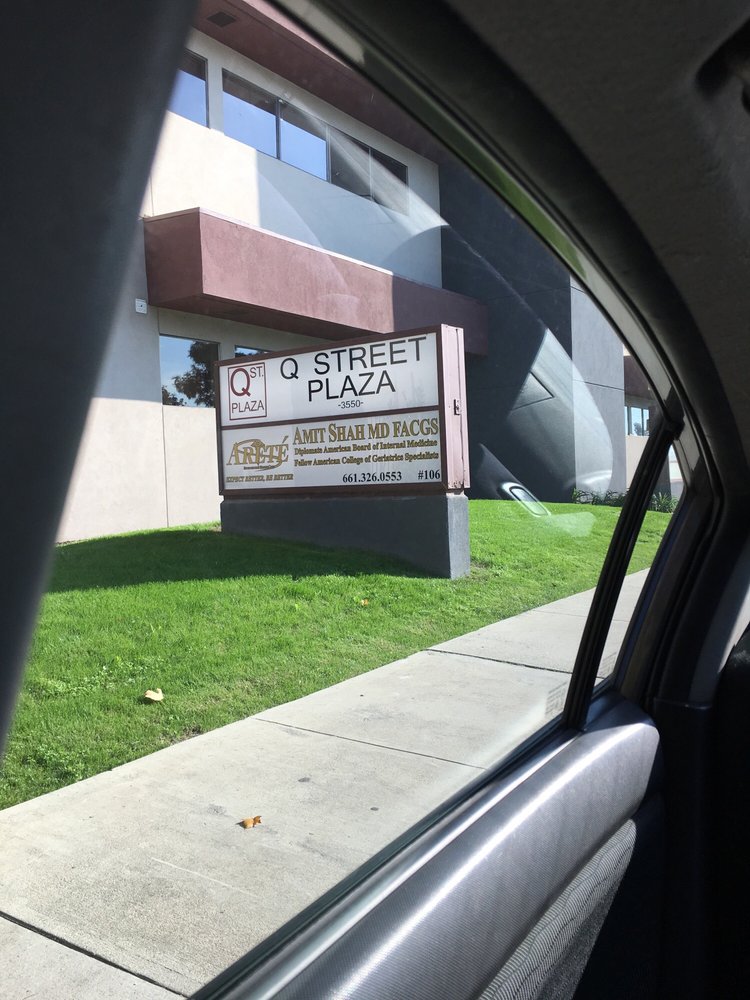 Q ST.
PLAZA
Q STREET
PLAZA
-3550-
ARETÉ
EXPECT BETTER, BE BETTER
AMIT SHAH MD FACGS
Diplomate American Board of Internal Medicine
Fellow American College of Geriatrics Specialists
661.326.0553 #106